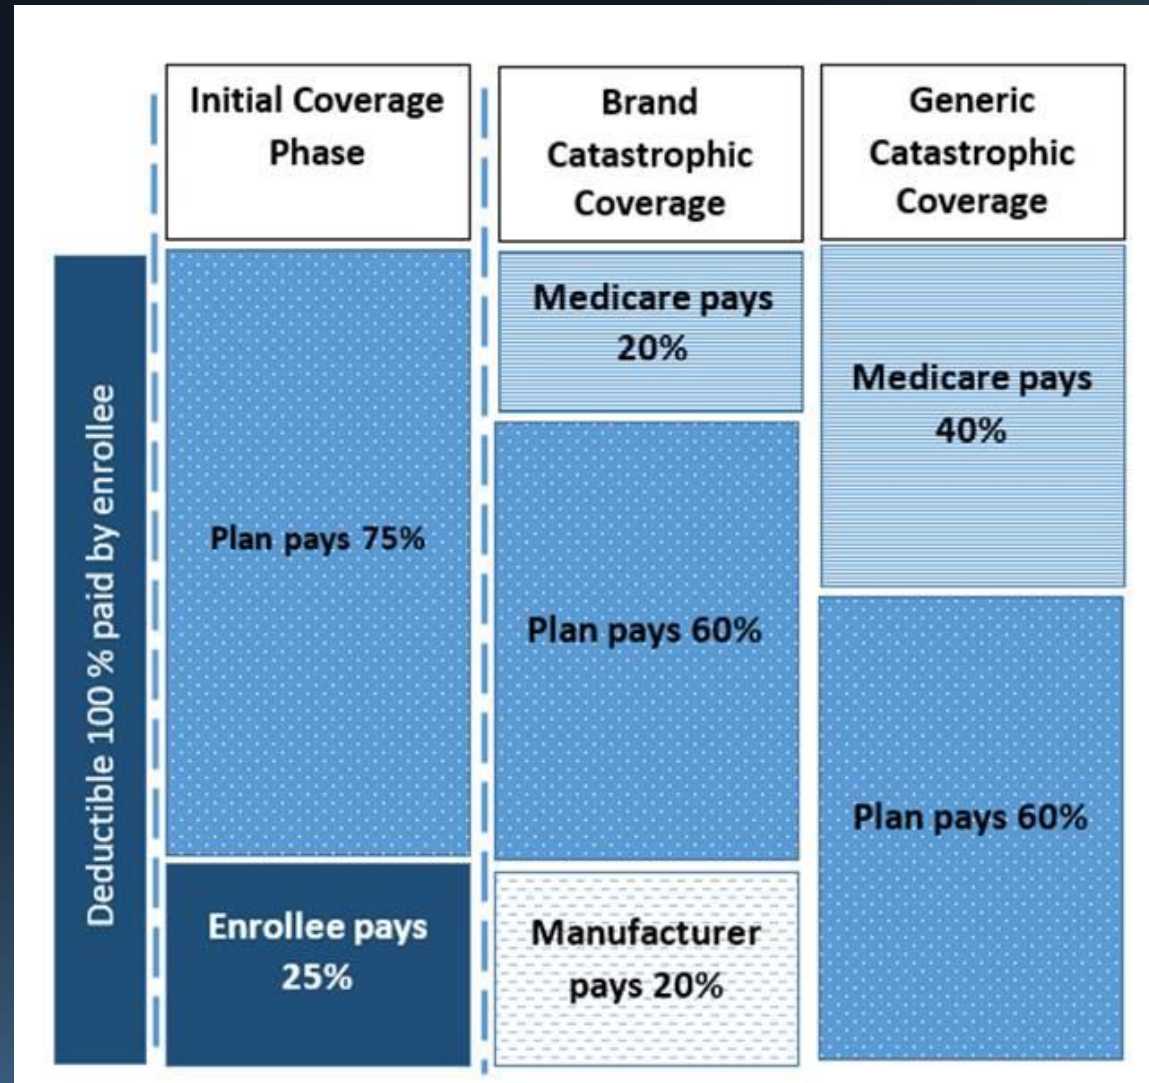 Deductible 100 % paid by enrollee
Initial Coverage
Phase
Plan pays 75%
Enrollee pays
25%
Brand
Catastrophic
Coverage
Medicare pays
20%
Plan pays 60%
Manufacturer
pays 20%
Generic
Catastrophic
Coverage
Medicare pays
40%
Plan pays 60%